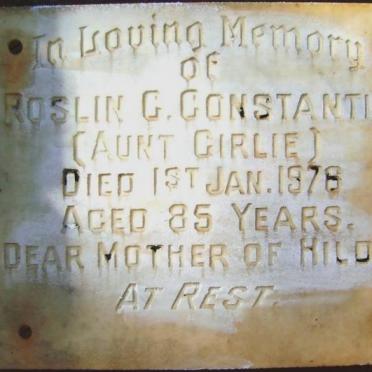 In Loving Memory
of
ROSLIN G. CONSTANTI
(AUNT GIRLIE)
DIED 1ST JAN. 1978
AGED 85 YEARS.
DEAR MOTHER OF HILD
AT REST.